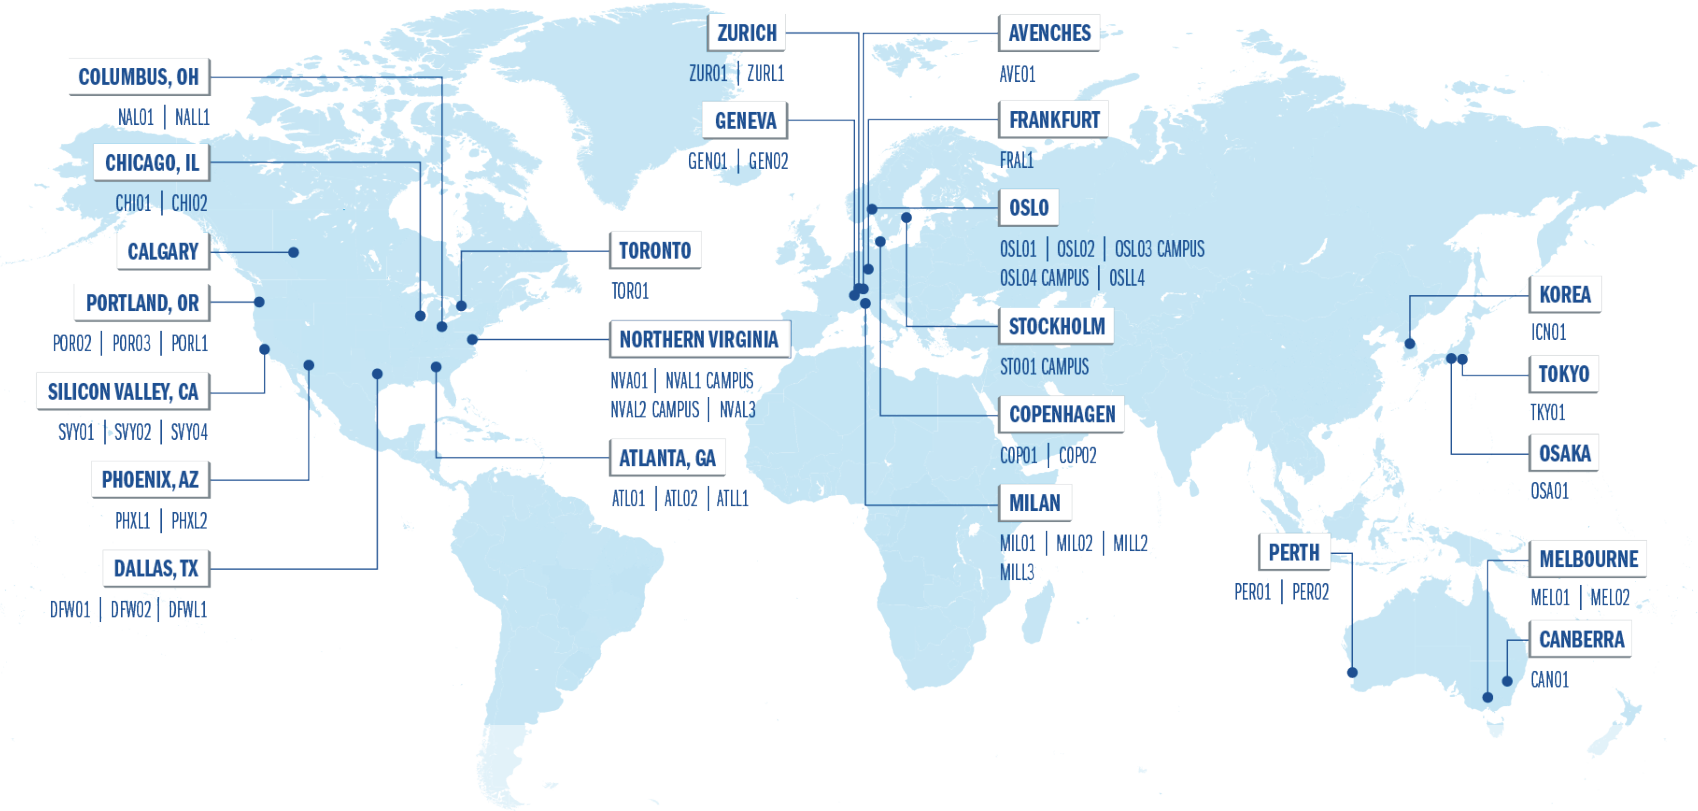 COLUMBUS, OH
NAL01 | NALL1
CHICAGO, IL
CHI01 | CHI02
CALGARY
PORTLAND, OR
POR02 | POR03 | PORL1
SILICON VALLEY, CA
SVY01 | SVY02 | SVY04
PHOENIX, AZ
PHXL1 | PHXL2
DALLAS, TX
DFW01 | DFW02 | DFWL1
TORONTO
TOR01
NORTHERN VIRGINIA
NVA01 | NVAL1 CAMPUS
NVAL2 CAMPUS | NVAL3
ATLANTA, GA
ATL01 | ATL02 | ATLL1
ZURICH
ZUR01 | ZURL1
GENEVA
GEN01 | GEN02
AVENCHES
AVE01
FRANKFURT
FRAL1
OSLO
OSL01 | OSL02 | OSL03 CAMPUS
OSL04 CAMPUS | OSLL4
STOCKHOLM
STO01 CAMPUS
COPENHAGEN
COP01 | COP02
MILAN
MIL01 | MIL02 | MILL2
MILL3
KOREA
ICN01
TOKYO
TKY01
OSAKA
OSA01
PERTH
PER01 | PER02
MELBOURNE
MEL01 | MEL02
CANBERRA
CAN01